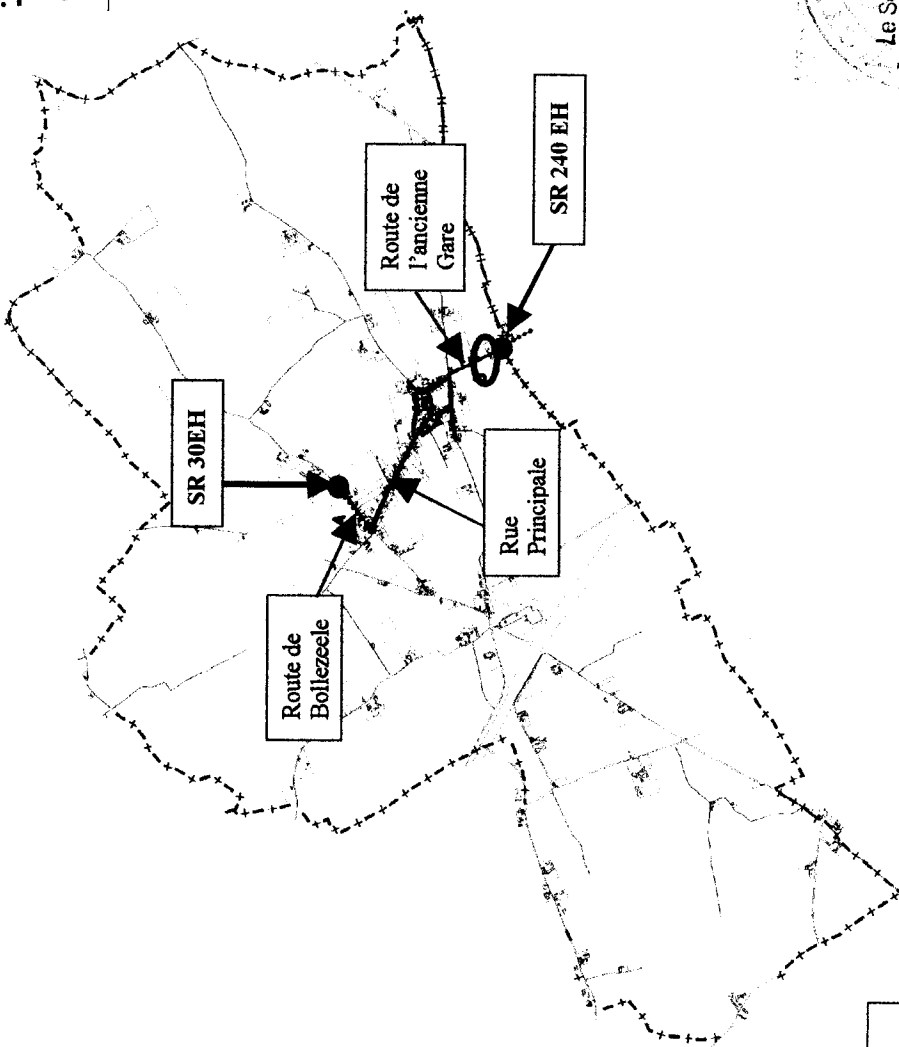 SR 30EH
Route de
Bollezeele
Rue
Principale
Route de
l'ancienne
Gare
SR 240 EH